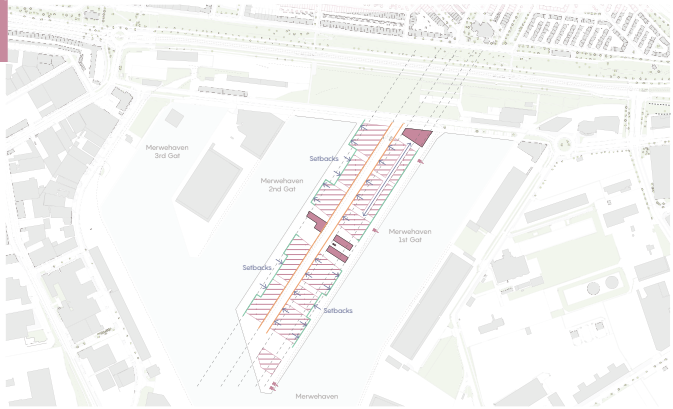 Merwehaven
3rd Gat
Setbacks
Merwehaven
2nd Gat
Merwehaven
1st Gat
Setbacks
Setbacks
Merwehaven